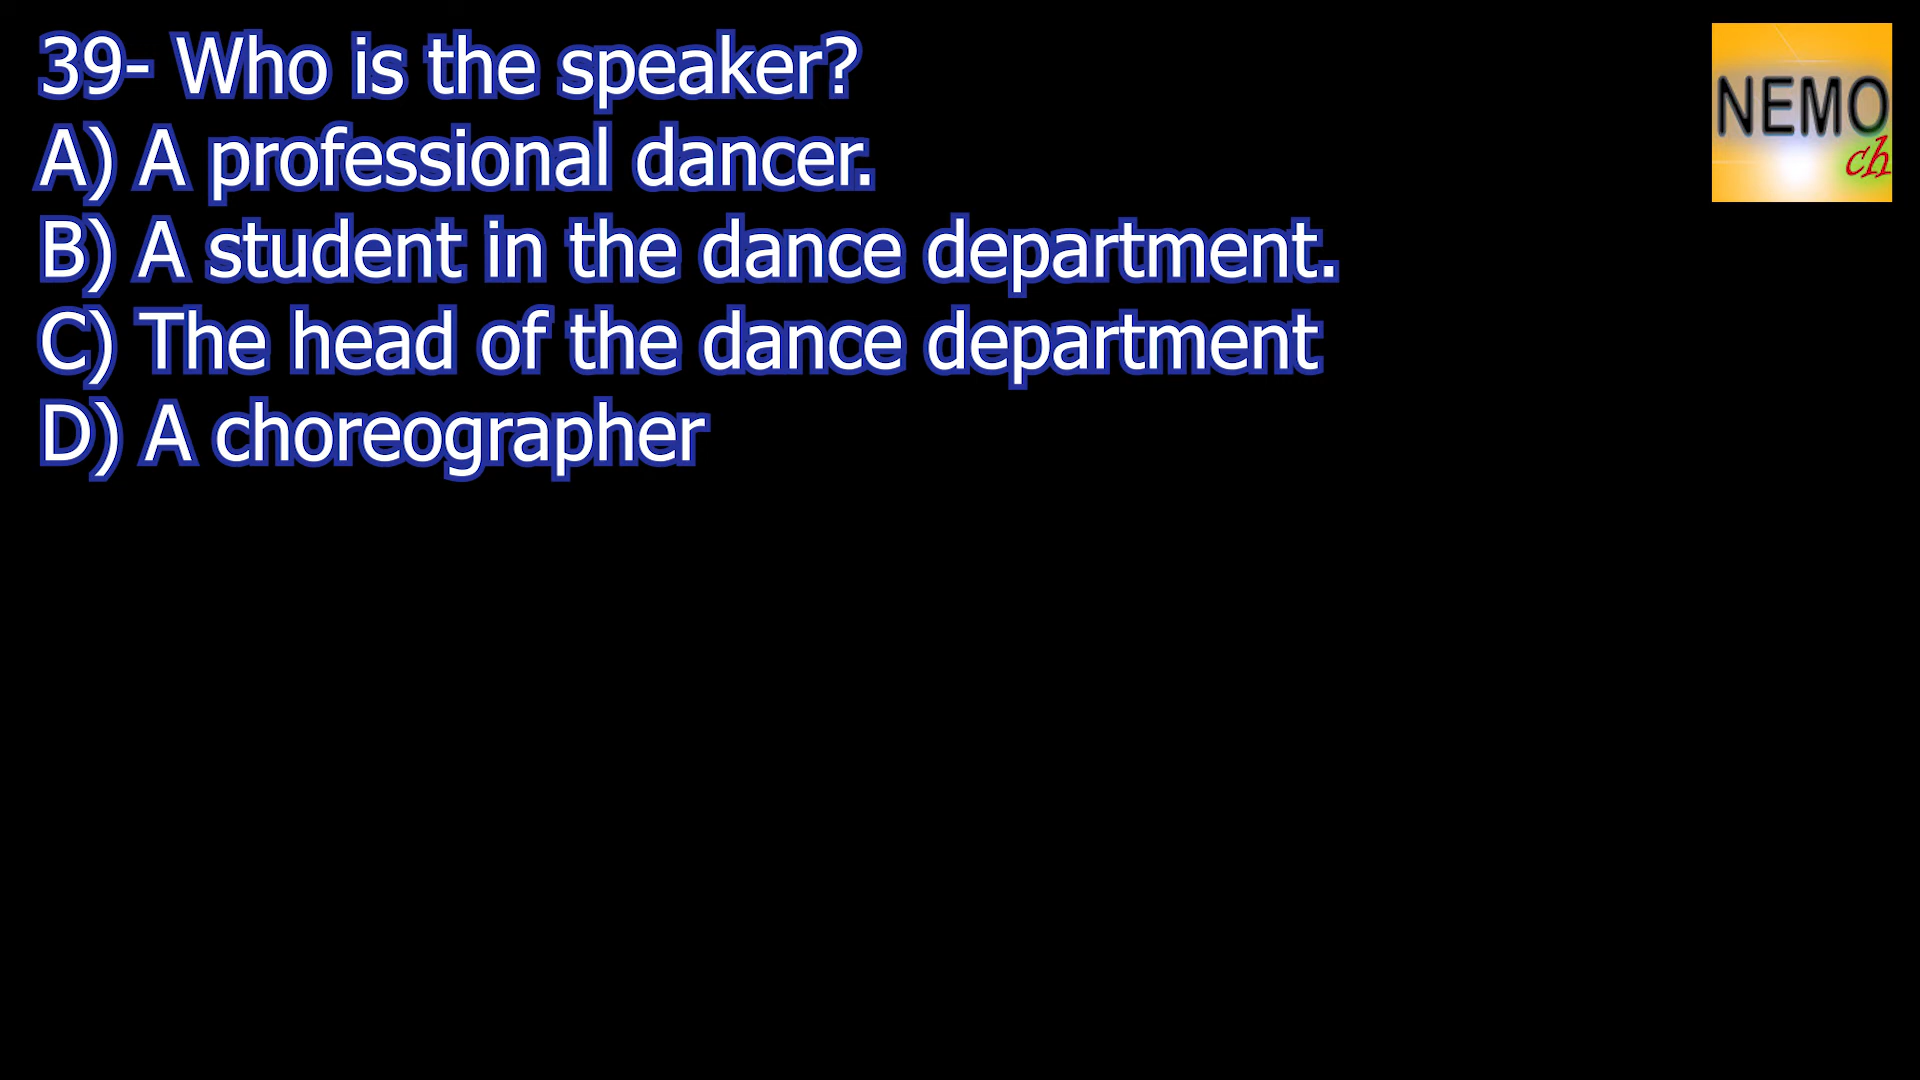 39- Who is the speaker?
A) A professional dancer.
B) A student in the dance department.
C) The head of the dance department
D) A choreographer
NEMO
ch